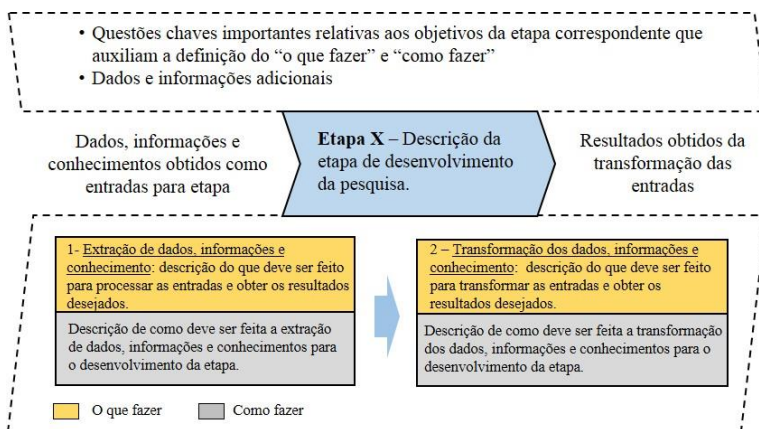 • Questões chaves importantes relativas aos objetivos da etapa correspondente que
auxiliam a definição do “o que fazer” e “como fazer”
• Dados e informações adicionais
Dados, informações e
conhecimentos obtidos como
entradas para etapa
Etapa X – Descrição da
etapa de desenvolvimento
da pesquisa.
Resultados obtidos da
transformação das
entradas
1- Extração de dados, informações e
conhecimento: descrição do que deve ser feito
para processar as entradas e obter os resultados
desejados.
Descrição de como deve ser feita a extração
de dados, informações e conhecimentos para
o desenvolvimento da etapa.
2 – Transformação dos dados, informações e
conhecimento: descrição do que deve ser feito
para transformar as entradas e obter os
resultados desejados.
Descrição de como deve ser feita a transformação
dos dados, informações e conhecimentos para o
desenvolvimento da etapa.
O que fazer
Como fazer